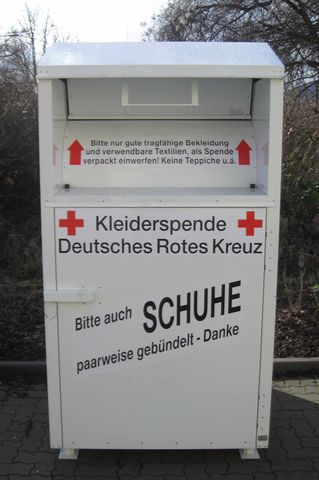 Bitte nur gute tragfähige Bekleidung
und verwendbare Textilien, als Spende
verpackt einwerfen! Keine Teppiche u.ä.
Kleiderspende
Deutsches Rotes Kreuz
Bitte auch SCHUHE
paarweise gebündelt - Danke